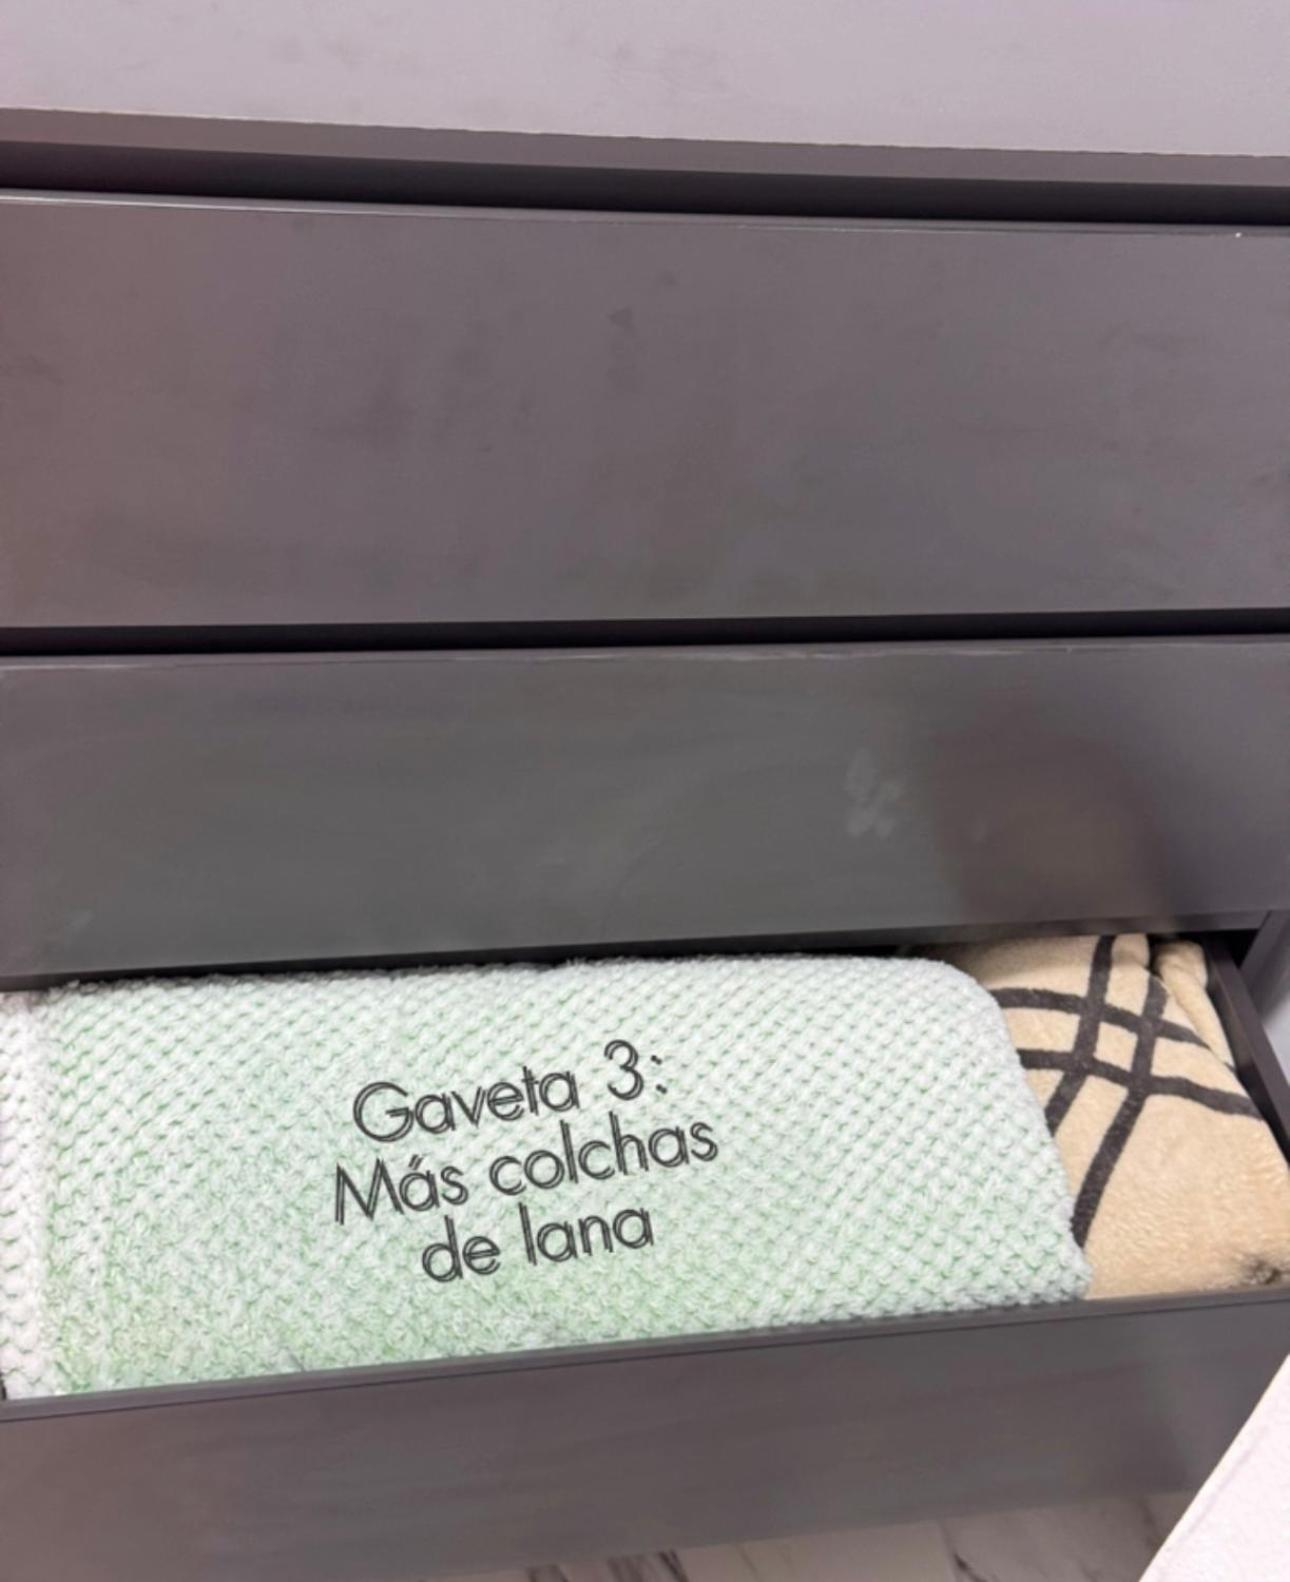 Gaveta 3:
Más colchas
de lana